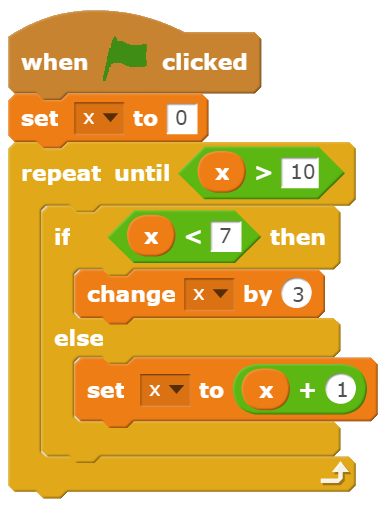 when clicked
set x to 0
repeat until x > 10
if x < 7 then
change x by 3
else
set x to x + 1